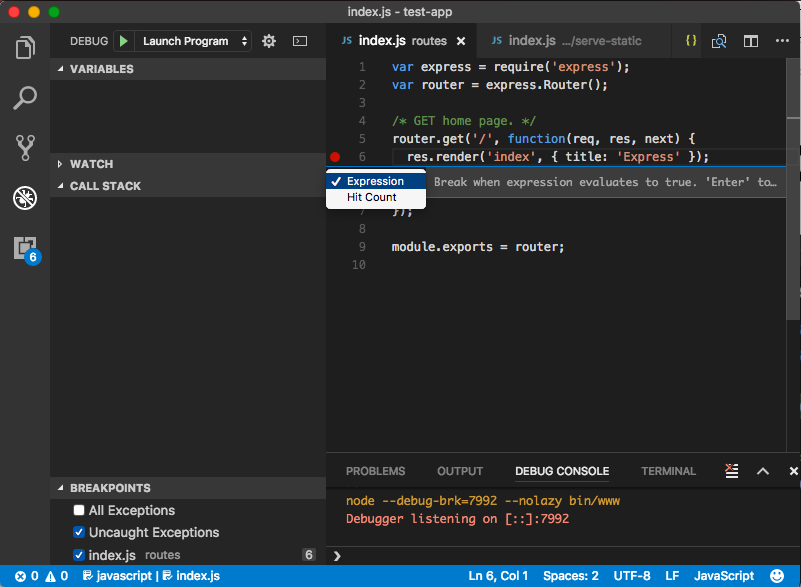 index.js - test-app
DEBUG Launch Program
JS index.js routes
JS index.js .../serve-static
{}
VARIABLES
WATCH
CALL STACK
6
1 var express = require('express');
2 var router = express.Router();
3
4 /* GET home page. */
5 router.get('/', function(req, res, next) {
6 res.render('index', { title: 'Express' });
Expression
Hit Count
Break when expression evaluates to true. 'Enter' to…
7 });
8
9 module.exports = router;
10
PROBLEMS OUTPUT DEBUG CONSOLE TERMINAL
node --debug-brk=7992 --nolazy bin/www
Debugger listening on [::]:7992
BREAKPOINTS
All Exceptions
Uncaught Exceptions
index.js routes 6
0 0 javascript | index.js Ln 6, Col 1 Spaces: 2 UTF-8 LF JavaScript